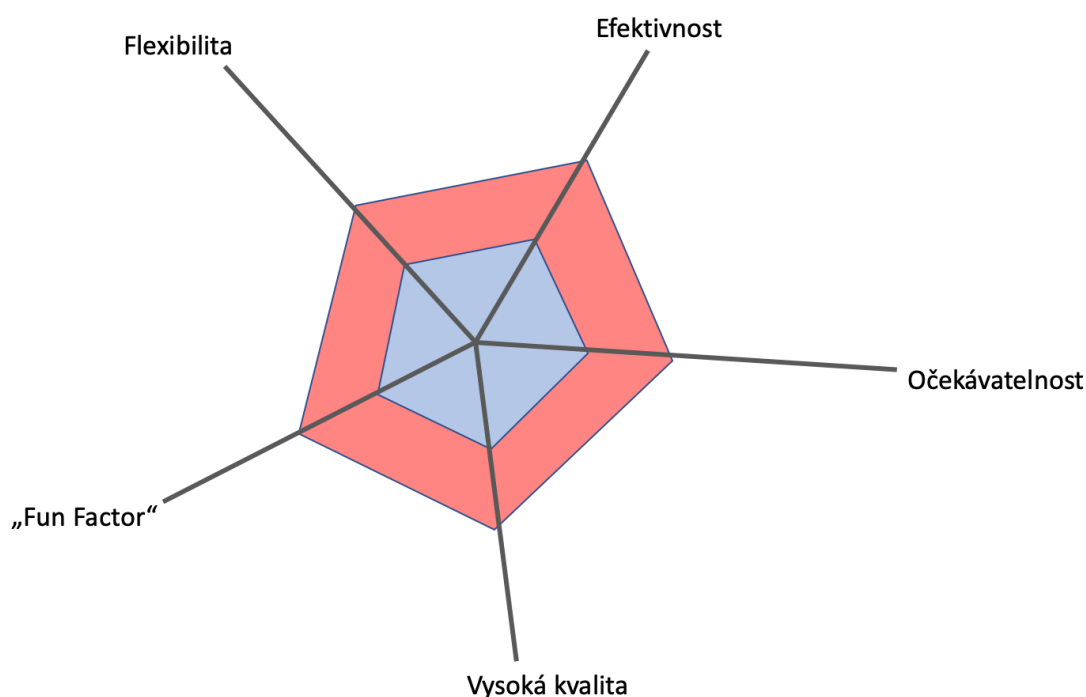 Efektivnost
Flexibilita
Očekávatelnost
„Fun Factor“
Vysoká kvalita